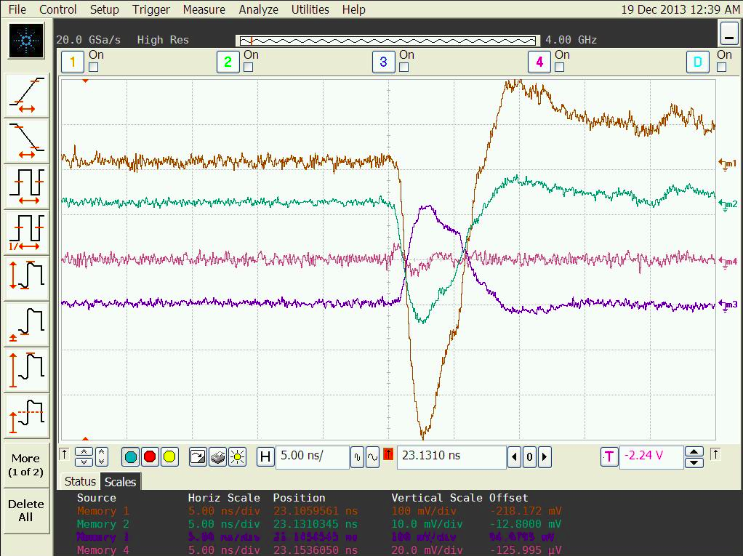 File Control Setup Trigger Measure Analyze Utilities Help 19 Dec 2013 12:39 AM
20.0 GSa/s High Res 4.00 GHz
1 On 2 On 3 On 4 On D On
m1
m2
m4
m3
1/
More
(1 of 2)
Delete
All
H 5.00 ns/ 23.1310 ns 0 T -2.24 V
Status Scales
Source Horiz Scale Position Vertical Scale Offset
Memory 1 5.00 ns/div 23.1059561 ns 100 mV/div -218.172 mV
Memory 2 5.00 ns/div 23.1310345 ns 10.0 mV/div -12.8000 mV
Memory 3 5.00 ns/div 100 mV/div
Memory 4 5.00 ns/div 23.1536050 ns 20.0 mV/div -125.995 µV